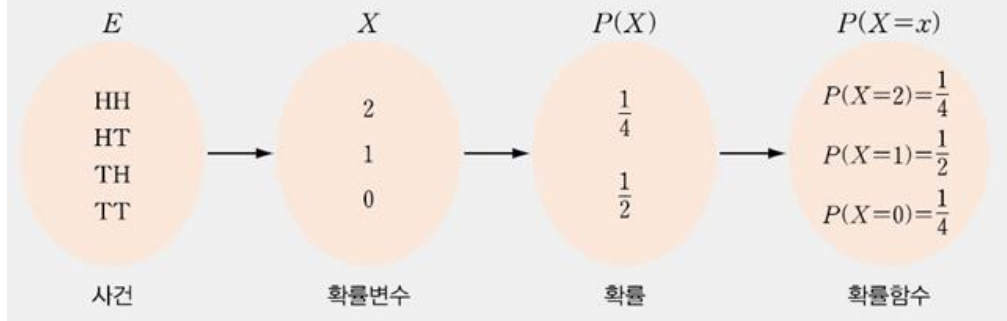 E X P(X) P(X=x)
HH
HT
TH
TT
2
1
0
1/4
1/2
P(X=2)=1/4
P(X=1)=1/2
P(X=0)=1/4
사건 확률변수 확률 확률함수